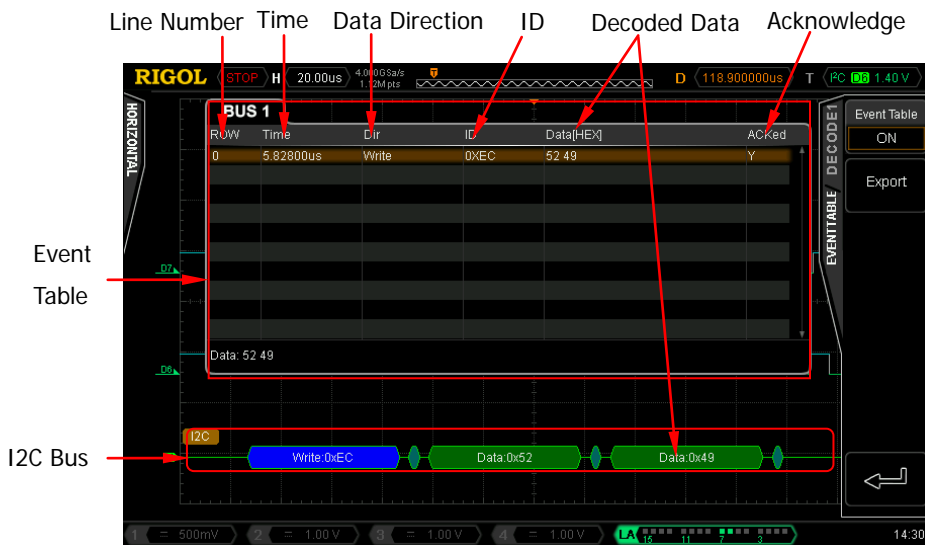 Line Number Time Data Direction ID Decoded Data Acknowledge
RIGOL STOP H 20.00us 4.000GSa/s 1.12Mpts T D 118.900000us T I²C D6 1.40 V
HORIZONTAL
BUS 1
ROW Time Dir ID Data[HEX] ACKed
0 5.82800us Write 0XEC 52 49 Y
Data: 52 49
DECODE1
EVENTTABLE
Event Table
ON
Export
Event
Table
D7
D6
I2C Bus
I2C
Write:0xEC Data:0x52 Data:0x49
1 = 500mV 2 = 1.00 V 3 = 1.00 V 4 = 1.00 V LA 15 11 7 3 14:30